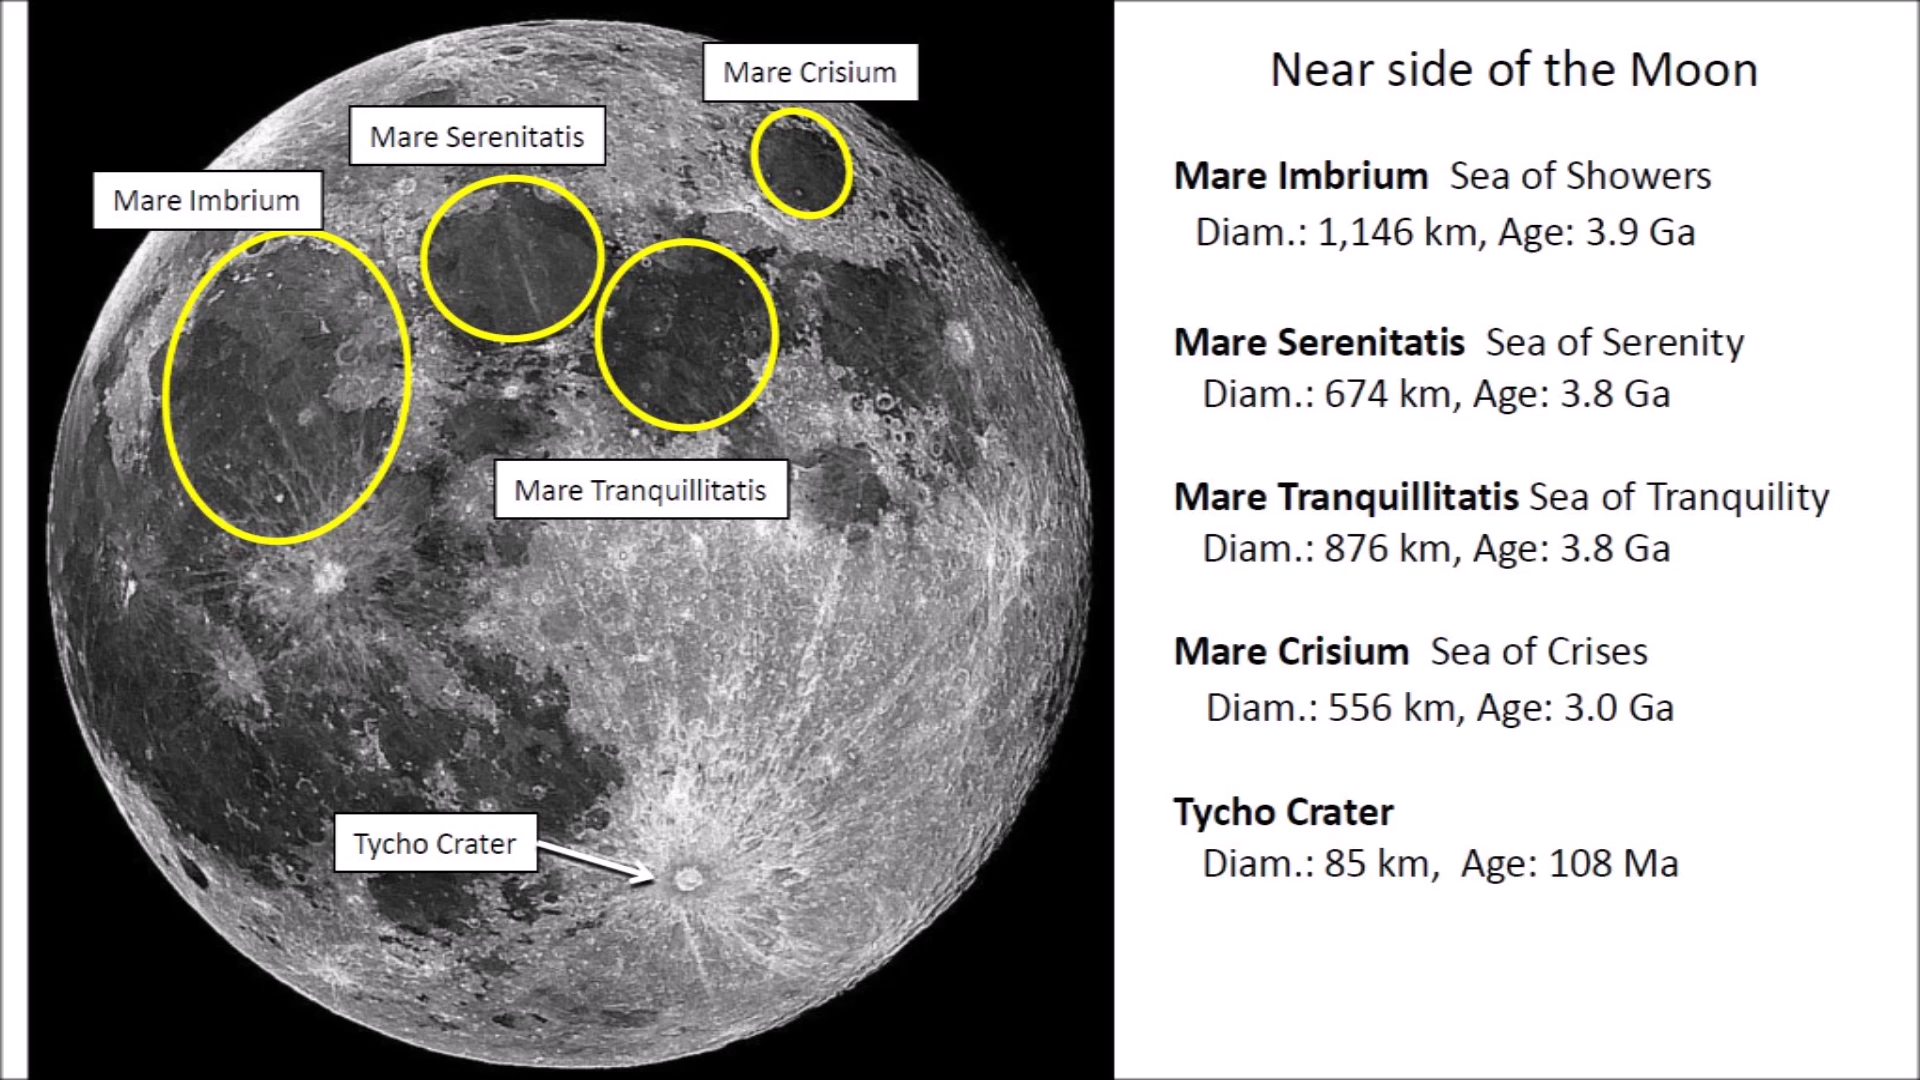 Mare Crisium
Mare Serenitatis
Mare Imbrium
Mare Tranquillitatis
Tycho Crater
Near side of the Moon
Mare Imbrium Sea of Showers
Diam.: 1,146 km, Age: 3.9 Ga
Mare Serenitatis Sea of Serenity
Diam.: 674 km, Age: 3.8 Ga
Mare Tranquillitatis Sea of Tranquility
Diam.: 876 km, Age: 3.8 Ga
Mare Crisium Sea of Crises
Diam.: 556 km, Age: 3.0 Ga
Tycho Crater
Diam.: 85 km, Age: 108 Ma